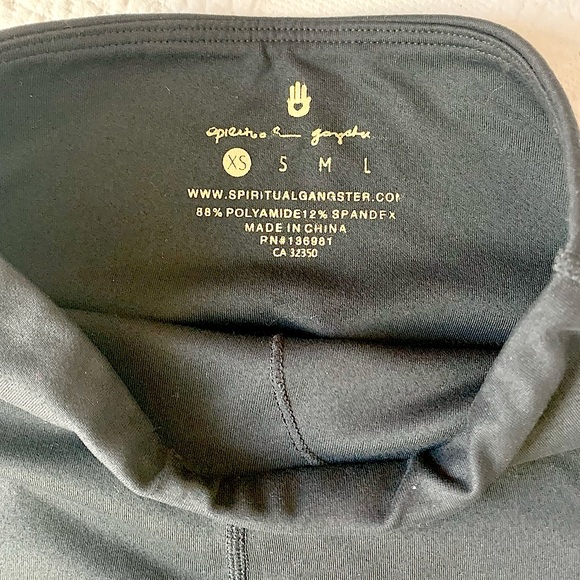 spiritual gangster
XS S M L
WWW.SPIRITUALGANGSTER.COM
88% POLYAMIDE12% SPANDEX
MADE IN CHINA
RN#136981
CA 32350